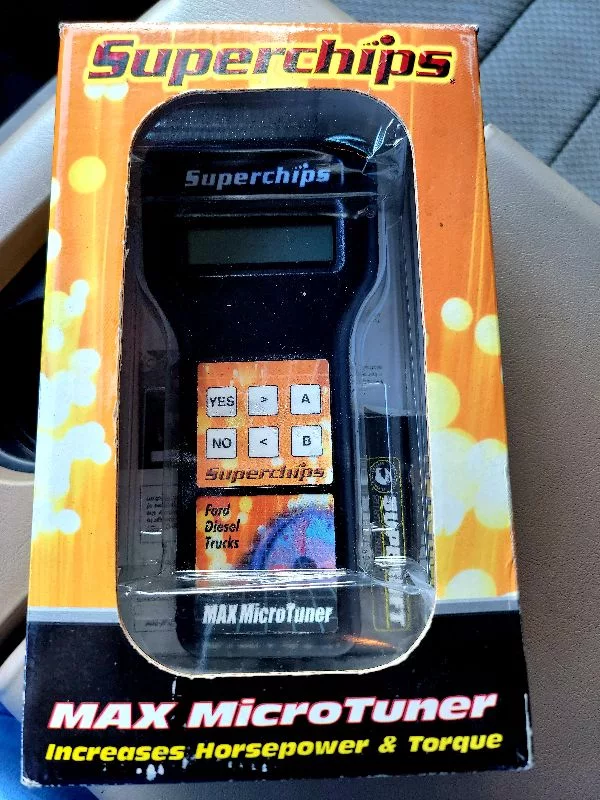 Superchips
Superchips
YES > A
NO < B
Superchips
Ford
Diesel
Trucks
MAX MicroTuner
MAX MicroTuner
Increases Horsepower & Torque